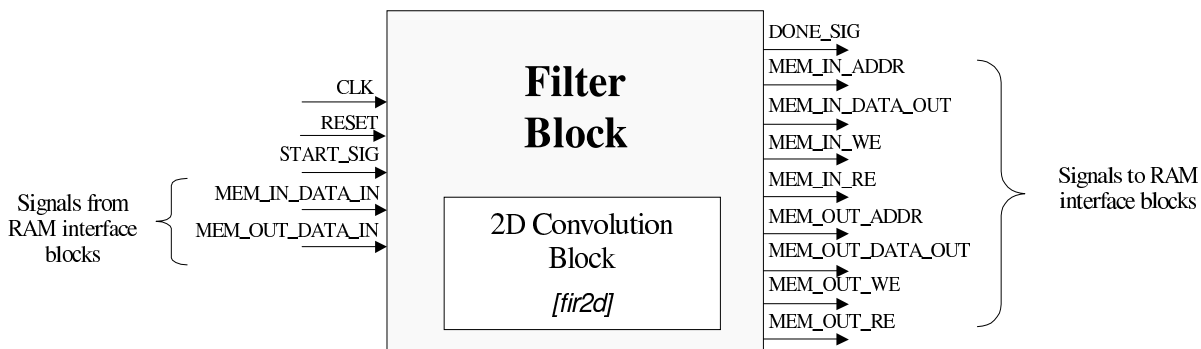 CLK
RESET
START_SIG
MEM_IN_DATA_IN
MEM_OUT_DATA_IN
Signals from
RAM interface
blocks
Filter
Block
2D Convolution
Block
[fir2d]
DONE_SIG
MEM_IN_ADDR
MEM_IN_DATA_OUT
MEM_IN_WE
MEM_IN_RE
MEM_OUT_ADDR
MEM_OUT_DATA_OUT
MEM_OUT_WE
MEM_OUT_RE
Signals to RAM
interface blocks